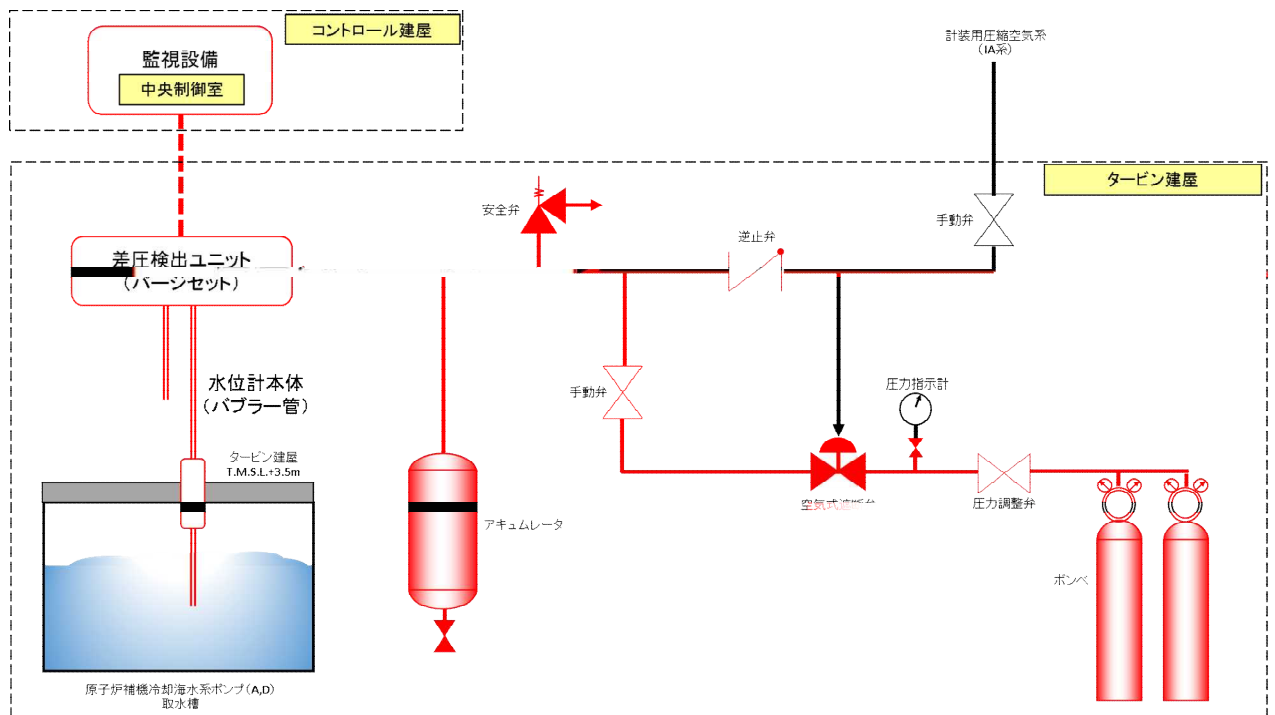 コントロール建屋
監視設備
中央制御室
計装用圧縮空気系
(IA系)
タービン建屋
安全弁
手動弁
逆止弁
差圧検出ユニット
(パージセット)
水位計本体
(バブラー管)
手動弁
圧力指示計
タービン建屋
T.M.S.L.+3.5m
空気式遮断弁
圧力調整弁
アキュムレータ
ボンベ
原子炉補機冷却海水系ポンプ(A,D)
取水槽